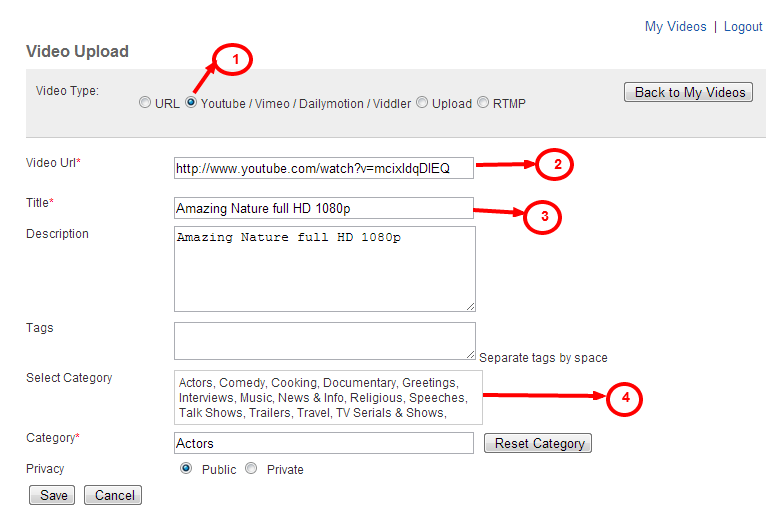 My Videos | Logout
Video Upload
1
Video Type:
URL Youtube / Vimeo / Dailymotion / Viddler Upload RTMP
Back to My Videos
Video Url*
http://www.youtube.com/watch?v=mcixldqDIEQ
2
Title*
Amazing Nature full HD 1080p
3
Description
Amazing Nature full HD 1080p
Tags
Separate tags by space
Select Category
Actors, Comedy, Cooking, Documentary, Greetings,
Interviews, Music, News & Info, Religious, Speeches,
Talk Shows, Trailers, Travel, TV Serials & Shows,
4
Category*
Actors
Reset Category
Privacy
Public Private
Save Cancel